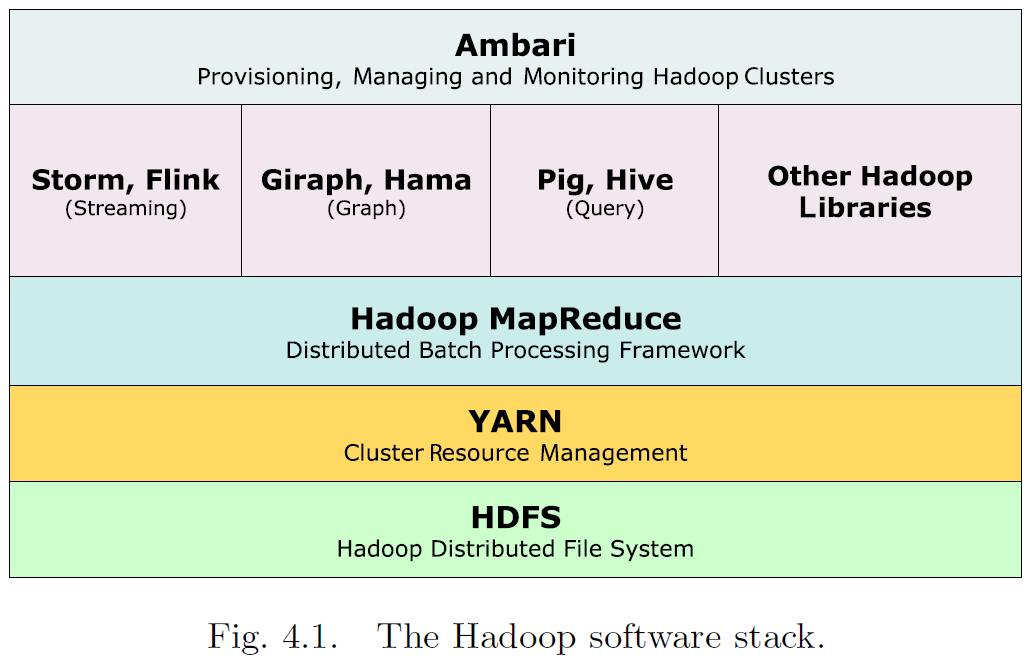 Ambari
Provisioning, Managing and Monitoring Hadoop Clusters
Storm, Flink
(Streaming)
Giraph, Hama
(Graph)
Pig, Hive
(Query)
Other Hadoop
Libraries
Hadoop MapReduce
Distributed Batch Processing Framework
YARN
Cluster Resource Management
HDFS
Hadoop Distributed File System
Fig. 4.1. The Hadoop software stack.